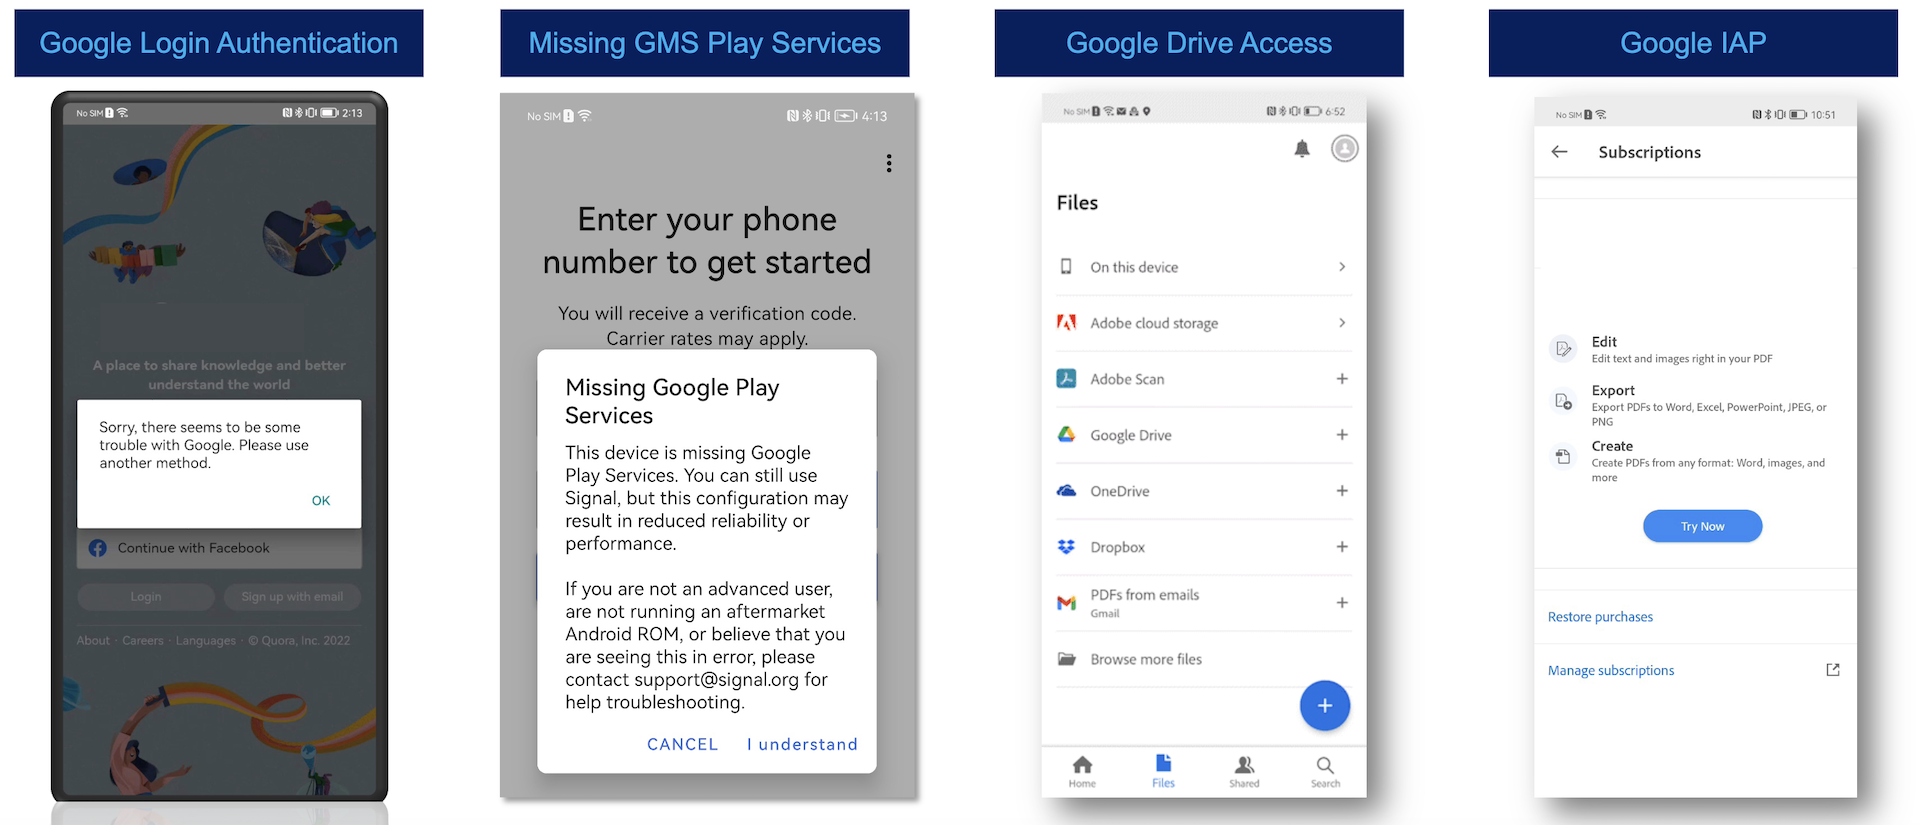 Google Login Authentication
Missing GMS Play Services
Google Drive Access
Google IAP
No SIM
2:13
A place to share knowledge and better
understand the world
Sorry, there seems to be some
trouble with Google. Please use
another method.
OK
Continue with Facebook
Login
Sign up with email
About · Careers · Languages · © Quora, Inc. 2022
No SIM
4:13
Enter your phone
number to get started
You will receive a verification code.
Carrier rates may apply.
Missing Google Play
Services
This device is missing Google
Play Services. You can still use
Signal, but this configuration may
result in reduced reliability or
performance.
If you are not an advanced user,
are not running an aftermarket
Android ROM, or believe that you
are seeing this in error, please
contact support@signal.org for
help troubleshooting.
CANCEL
I understand
No SIM
6:52
Files
On this device
Adobe cloud storage
Adobe Scan
Google Drive
OneDrive
Dropbox
PDFs from emails
Gmail
Browse more files
Home
Files
Shared
Search
No SIM
10:51
Subscriptions
Edit
Edit text and images right in your PDF
Export
Export PDFs to Word, Excel, PowerPoint, JPEG, or
PNG
Create
Create PDFs from any format: Word, images, and
more
Try Now
Restore purchases
Manage subscriptions